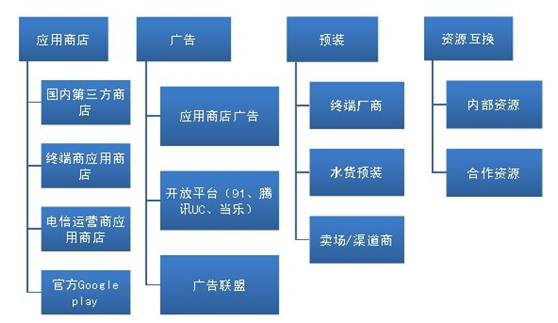 应用商店
国内第三方商
店
终端商应用商
店
电信运营商应
用商店
官方Google
play
广告
应用商店广告
开放平台（91、腾
讯UC、当乐）
广告联盟
预装
终端厂商
水货预装
卖场/渠道商
资源互换
内部资源
合作资源